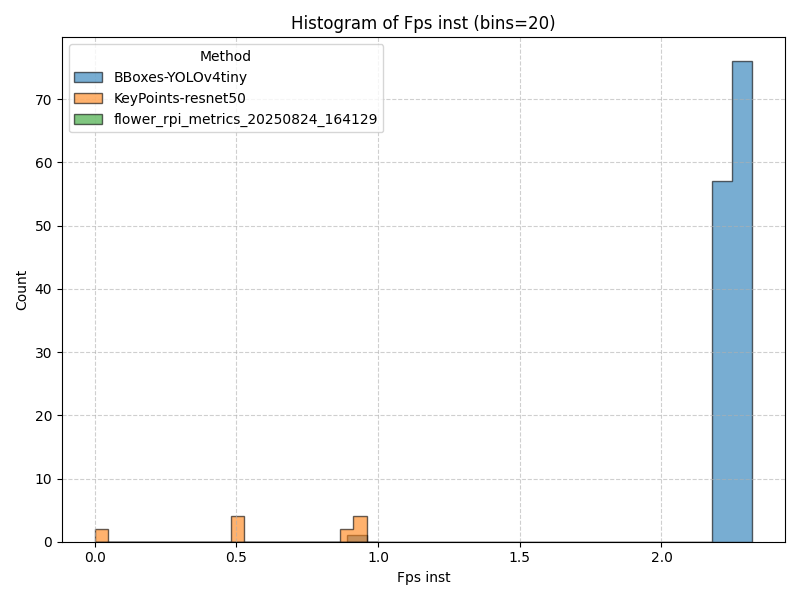 Histogram of Fps inst (bins=20)
Method
BBoxes-YOLOv4tiny
KeyPoints-resnet50
flower_rpi_metrics_20250824_164129
70
60
50
40
30
20
10
0
Count
0.0 0.5 1.0 1.5 2.0
Fps inst